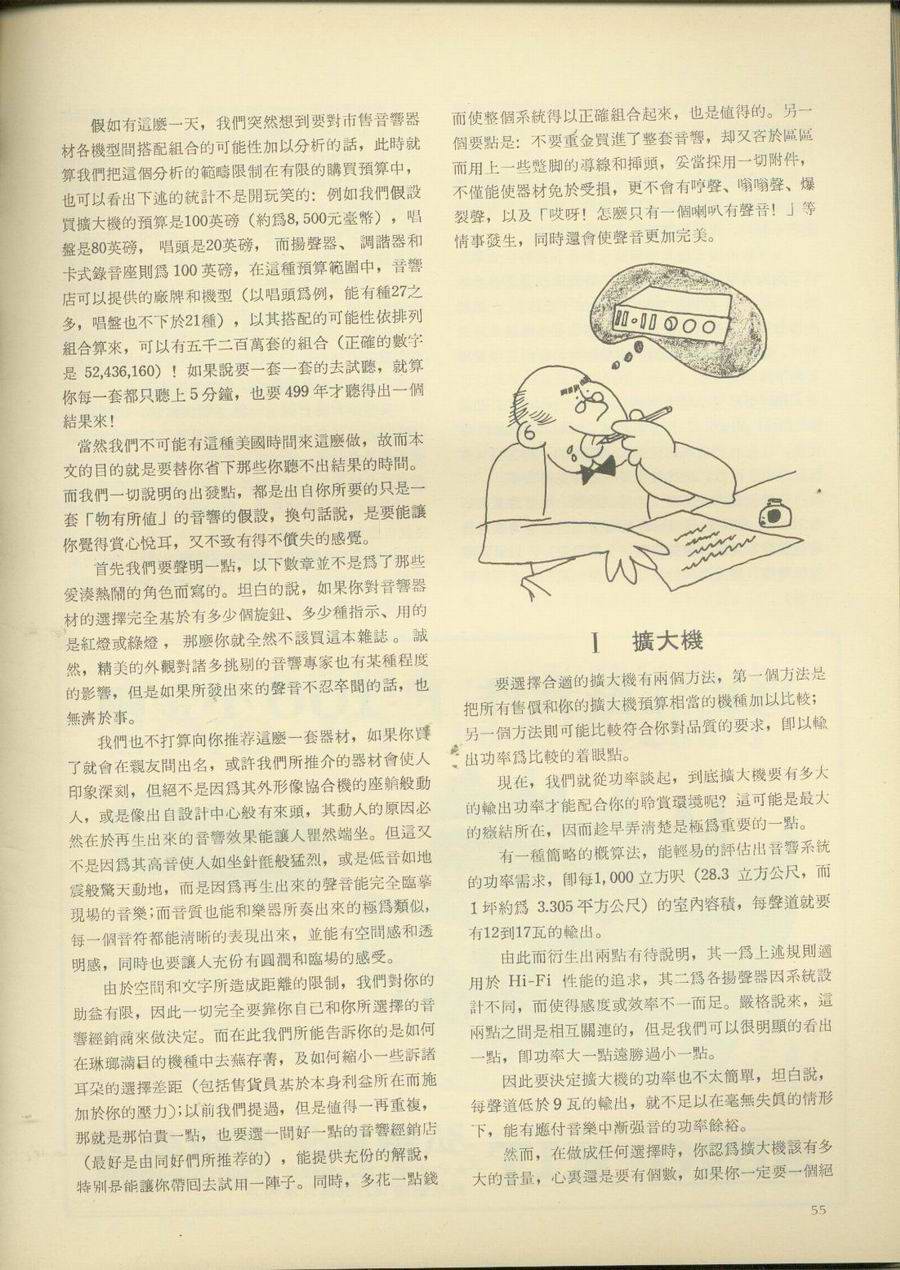 假如有這麽一天，我們突然想到要對市售音響器
材各機型間搭配組合的可能性加以分析的話，此時就
算我們把這個分析的範疇限制在有限的購買預算中，
也可以看出下述的統計不是開玩笑的：例如我們假設
買擴大機的預算是100英磅（約爲8,500元臺幣），唱
盤是80英磅， 唱頭是20英磅， 而揚聲器、 調諧器和
卡式錄音座則爲 100 英磅，在這種預算範圍中，音響
店可以提供的廠牌和機型（以唱頭爲例，能有種27之
多，唱盤也不下於21種），以其搭配的可能性依排列
組合算來，可以有五千二百萬套的組合（正確的數字
是 52,436,160）！如果說要一套一套的去試聽，就算
你每一套都只聽上 5 分鐘，也要 499 年才聽得出一個
結果來！
當然我們不可能有這種美國時間來這麽做，故而本
文的目的就是要替你省下那些你聽不出結果的時間。
而我們一切說明的出發點，都是出自你所要的只是一
套「物有所値」的音響的假設，換句話說，是要能讓
你覺得賞心悅耳，又不致有得不償失的感覺。
首先我們要聲明一點，以下數章並不是爲了那些
愛湊熱鬧的角色而寫的。坦白的說，如果你對音響器
材的選擇完全基於有多少個旋鈕、多少種指示、用的
是紅燈或綠燈 ， 那麽你就全然不該買這本雜誌 。 誠
然，精美的外觀對諸多挑剔的音響專家也有某種程度
的影響，但是如果所發出來的聲音不忍卒聞的話，也
無濟於事。
我們也不打算向你推荐這麽一套器材，如果你買
了就會在親友間出名，或許我們所推介的器材會使人
印象深刻，但絕不是因爲其外形像協合機的座艙般動
人，或是像出自設計中心般有來頭，其動人的原因必
然在於再生出來的音響效果能讓人瞿然端坐。但這又
不是因爲其高音使人如坐針氈般猛烈，或是低音如地
震般驚天動地，而是因爲再生出來的聲音能完全臨摹
現場的音樂；而音質也能和樂器所奏出來的極爲類似，
每一個音符都能淸晰的表現出來，並能有空間感和透
明感，同時也要讓人充份有圓潤和臨場的感受。
由於空間和文字所造成距離的限制，我們對你的
助益有限，因此一切完全要靠你自己和你所選擇的音
響經銷商來做決定。而在此我們所能告訴你的是如何
在琳瑯滿目的機種中去蕪存菁，及如何縮小一些訴諸
耳朶的選擇差距（包括售貨員基於本身利益所在而施
加於你的壓力）；以前我們提過，但是値得一再重複，
那就是那怕貴一點，也要選一間好一點的音響經銷店
（最好是由同好們所推荐的），能提供充份的解說，
特別是能讓你帶回去試用一陣子。同時，多花一點錢
而使整個系統得以正確組合起來，也是値得的。另一
個要點是：不要重金買進了整套音響，却又吝於區區
而用上一些蹩脚的導線和揷頭，妥當採用一切附件，
不僅能使器材免於受損，更不會有哼聲、嗡嗡聲、爆
裂聲，以及「哎呀！怎麽只有一個喇叭有聲音！」等
情事發生，同時還會使聲音更加完美。
I 擴大機
要選擇合適的擴大機有兩個方法，第一個方法是
把所有售價和你的擴大機預算相當的機種加以比較；
另一個方法則可能比較符合你對品質的要求，卽以輸
出功率爲比較的着眼點。
現在，我們就從功率談起，到底擴大機要有多大
的輸出功率才能配合你的聆賞環境呢？這可能是最大
的癥結所在，因而趁早弄淸楚是極爲重要的一點。
有一種簡略的概算法，能輕易的評估出音響系統
的功率需求，卽每1,000 立方呎（28.3 立方公尺，而
1 坪約爲 3.305 平方公尺）的室內容積，每聲道就要
有12到17瓦的輸出。
由此而衍生出兩點有待說明，其一爲上述規則適
用於 Hi-Fi 性能的追求，其二爲各揚聲器因系統設
計不同，而使得感度或效率不一而足。嚴格說來，這
兩點之間是相互關連的，但是我們可以很明顯的看出
一點，卽功率大一點遠勝過小一點。
因此要決定擴大機的功率也不太簡單，坦白說，
每聲道低於 9 瓦的輸出，就不足以在毫無失眞的情形
下，能有應付音樂中漸强音的功率餘裕。
然而，在做成任何選擇時，你認爲擴大機該有多
大的音量，心裏還是要有個數，如果你一定要一個絕
55